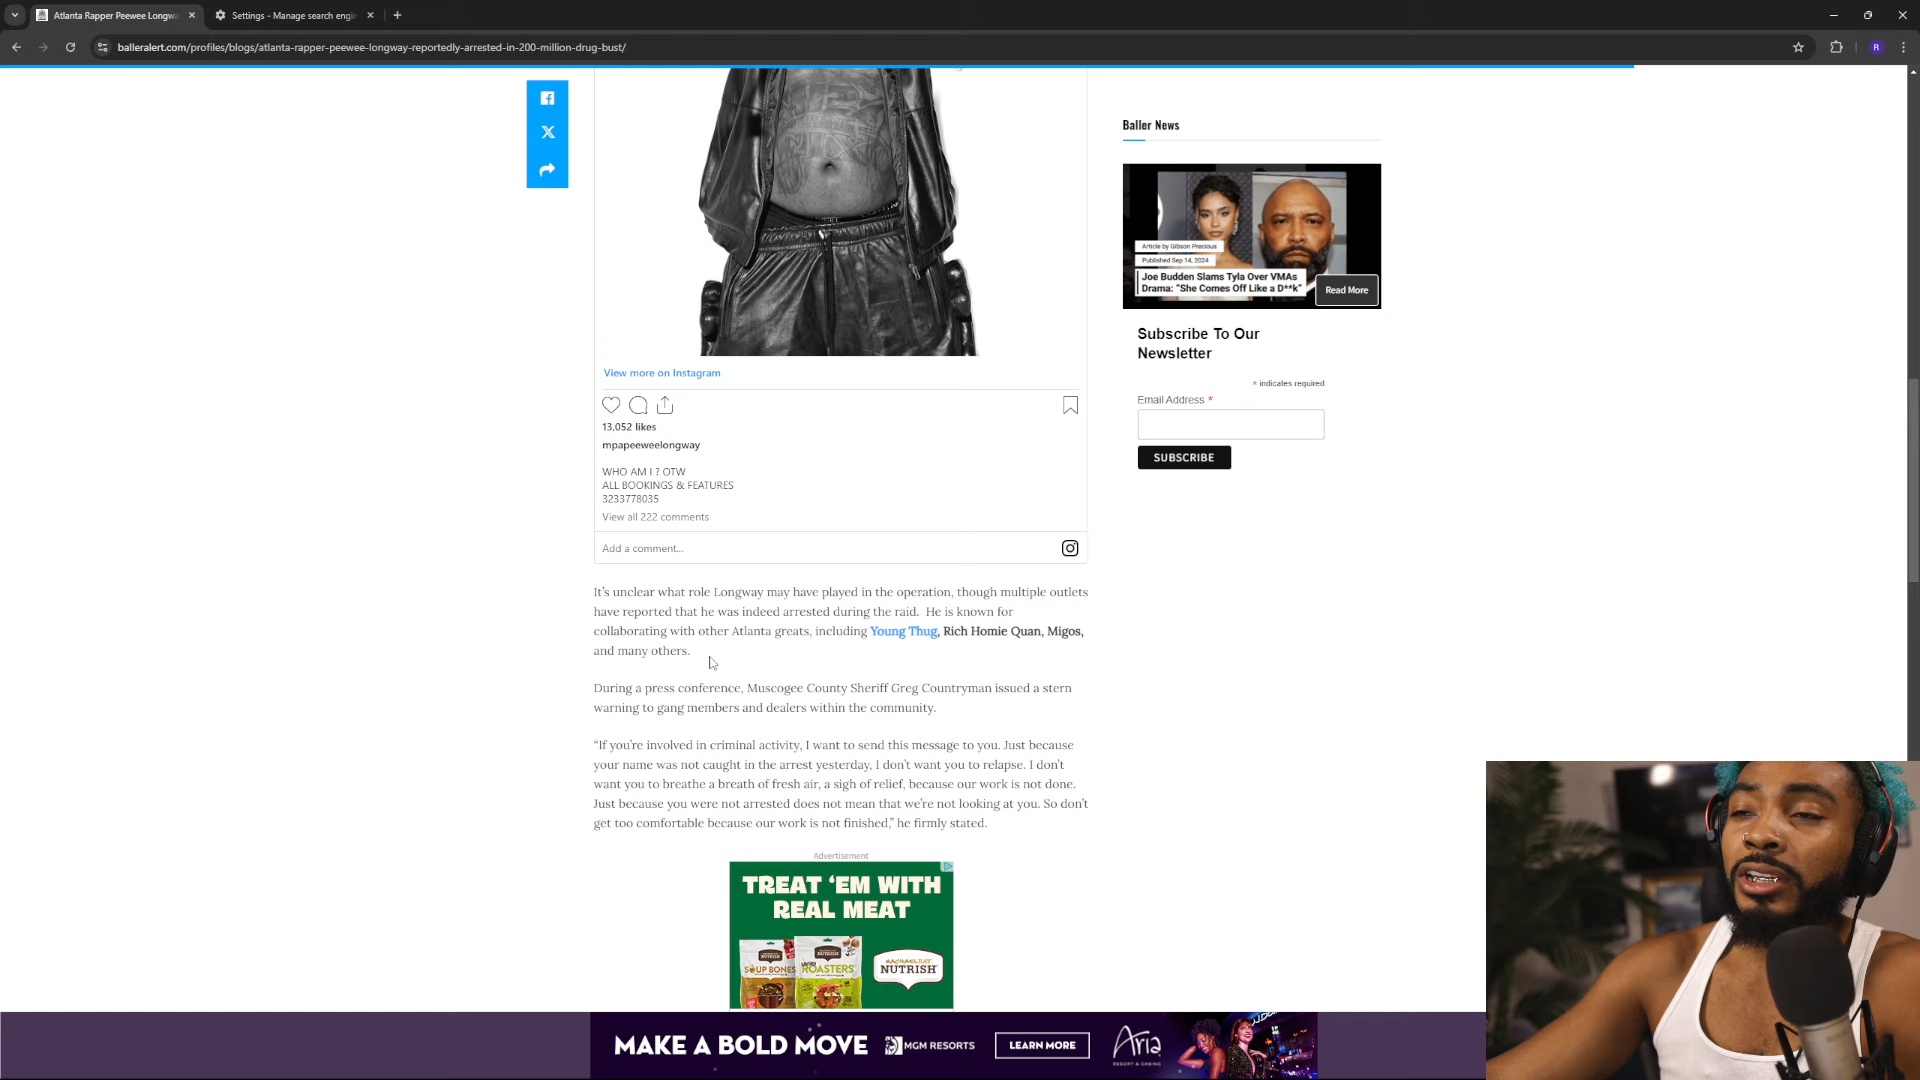 Atlanta Rapper Peewee Longwa
Settings - Manage search engin
balleralert.com/profiles/blogs/atlanta-rapper-peewee-longway-reportedly-arrested-in-200-million-drug-bust/
R
View more on Instagram
13,052 likes
mpapeeweelongway
WHO AM I ? OTW
ALL BOOKINGS & FEATURES
3233778035
View all 222 comments
Add a comment...
It's unclear what role Longway may have played in the operation, though multiple outlets
have reported that he was indeed arrested during the raid. He is known for
collaborating with other Atlanta greats, including Young Thug, Rich Homie Quan, Migos,
and many others.
During a press conference, Muscogee County Sheriff Greg Countryman issued a stern
warning to gang members and dealers within the community.
“If you're involved in criminal activity, I want to send this message to you. Just because
your name was not caught in the arrest yesterday, I don't want you to relapse. I don't
want you to breathe a breath of fresh air, a sigh of relief, because our work is not done.
Just because you were not arrested does not mean that we're not looking at you. So don't
get too comfortable because our work is not finished,” he firmly stated.
Advertisement
TREAT ‘EM WITH
REAL MEAT
NUTRISH
SOUP BONES
NUTRISH
ROASTERS
RACHAEL RAY
NUTRISH
Baller News
Article by Gibson Precious
Published Sep 14, 2024
Joe Budden Slams Tyla Over VMAs
Drama: “She Comes Off Like a D**k”
Read More
Subscribe To Our
Newsletter
* indicates required
Email Address *
SUBSCRIBE
MAKE A BOLD MOVE
MGM RESORTS
LEARN MORE
Aria
RESORT & CASINO